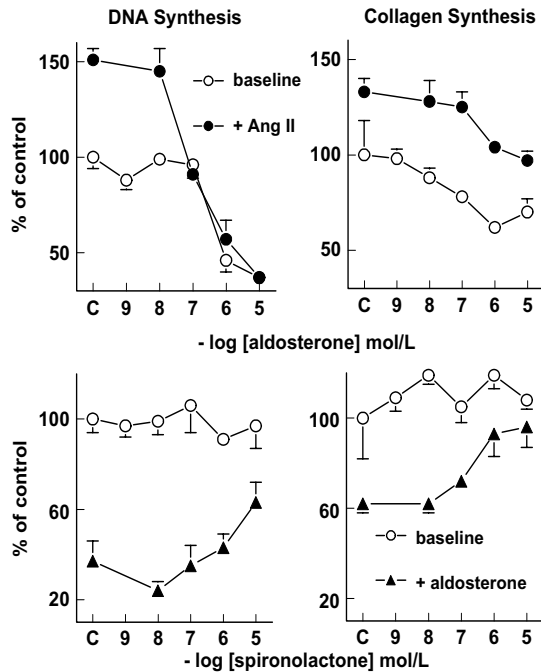 DNA Synthesis
Collagen Synthesis
% of control
150
100
50
baseline
+ Ang II
C 9 8 7 6 5
150
100
50
C 9 8 7 6 5
- log [aldosterone] mol/L
% of control
100
60
20
C 9 8 7 6 5
100
60
20
baseline
+ aldosterone
C 9 8 7 6 5
- log [spironolactone] mol/L